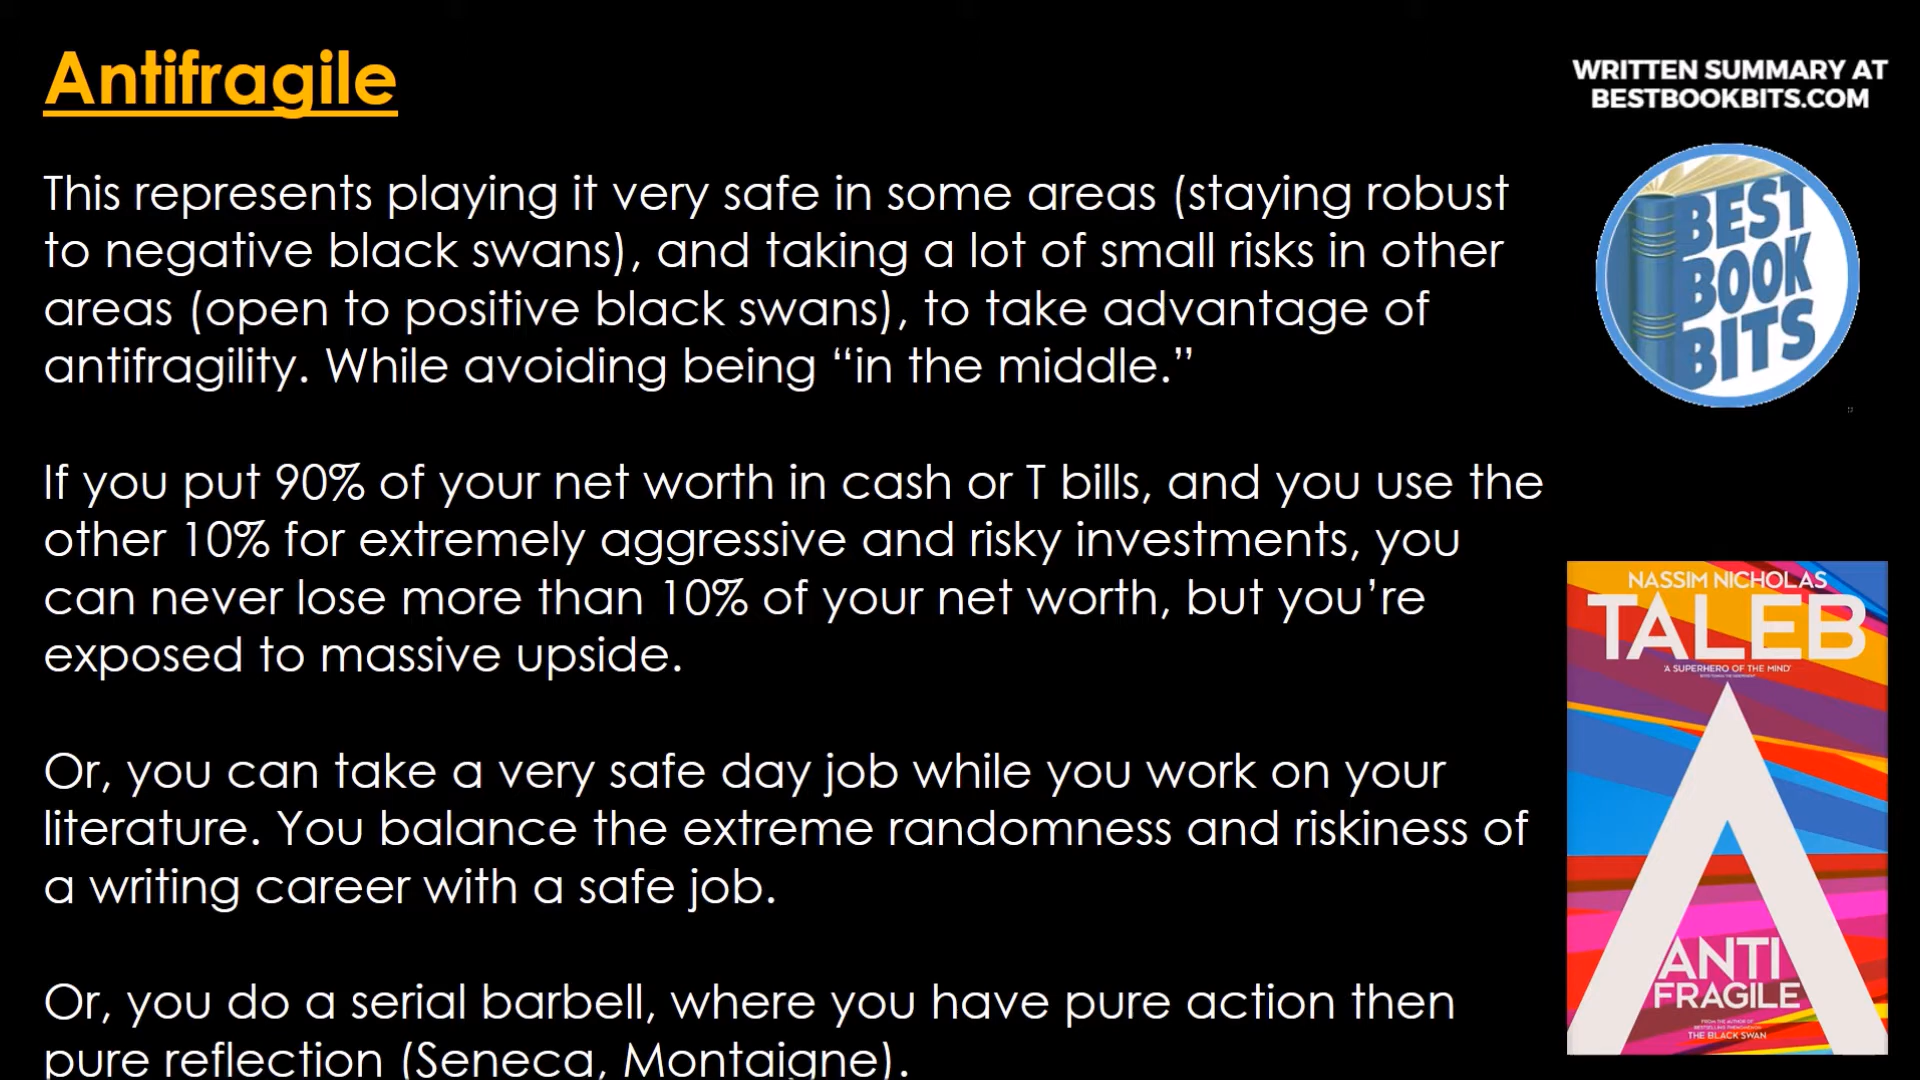 Antifragile
WRITTEN SUMMARY AT
BESTBOOKBITS.COM
This represents playing it very safe in some areas (staying robust
to negative black swans), and taking a lot of small risks in other
areas (open to positive black swans), to take advantage of
antifragility. While avoiding being “in the middle.”
If you put 90% of your net worth in cash or T bills, and you use the
other 10% for extremely aggressive and risky investments, you
can never lose more than 10% of your net worth, but you’re
exposed to massive upside.
Or, you can take a very safe day job while you work on your
literature. You balance the extreme randomness and riskiness of
a writing career with a safe job.
Or, you do a serial barbell, where you have pure action then
pure reflection (Seneca, Montaigne).
BEST
BOOK
BITS
NASSIM NICHOLAS
TALEB
'A SUPERHERO OF THE MIND'
ANTI
FRAGILE
FROM THE AUTHOR OF
BESTSELLING PHENOMENON
THE BLACK SWAN